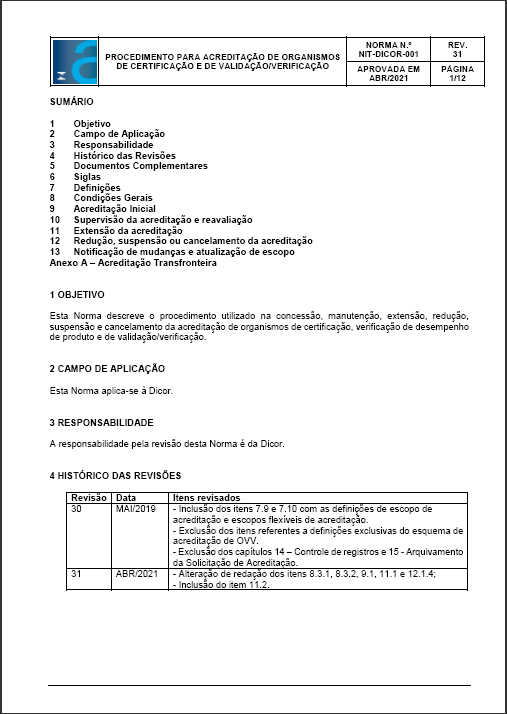 PROCEDIMENTO PARA ACREDITAÇÃO DE ORGANISMOS
DE CERTIFICAÇÃO E DE VALIDAÇÃO/VERIFICAÇÃO
NORMA N.º
NIT-DICOR-001
REV.
31
APROVADA EM
ABR/2021
PÁGINA
1/12
SUMÁRIO
1 Objetivo
2 Campo de Aplicação
3 Responsabilidade
4 Histórico das Revisões
5 Documentos Complementares
6 Siglas
7 Definições
8 Condições Gerais
9 Acreditação Inicial
10 Supervisão da acreditação e reavaliação
11 Extensão da acreditação
12 Redução, suspensão ou cancelamento da acreditação
13 Notificação de mudanças e atualização de escopo
Anexo A – Acreditação Transfronteira
1 OBJETIVO
Esta Norma descreve o procedimento utilizado na concessão, manutenção, extensão, redução,
suspensão e cancelamento da acreditação de organismos de certificação, verificação de desempenho
de produto e de validação/verificação.
2 CAMPO DE APLICAÇÃO
Esta Norma aplica-se à Dicor.
3 RESPONSABILIDADE
A responsabilidade pela revisão desta Norma é da Dicor.
4 HISTÓRICO DAS REVISÕES
Revisão Data Itens revisados
30 MAI/2019 - Inclusão dos itens 7.9 e 7.10 com as definições de escopo de
acreditação e escopos flexíveis de acreditação.
- Exclusão dos itens referentes a definições exclusivas do esquema de
acreditação de OVV.
- Exclusão dos capítulos 14 – Controle de registros e 15 - Arquivamento
da Solicitação de Acreditação.
31 ABR/2021 - Alteração de redação dos itens 8.3.1, 8.3.2, 9.1, 11.1 e 12.1.4;
- Inclusão do item 11.2.